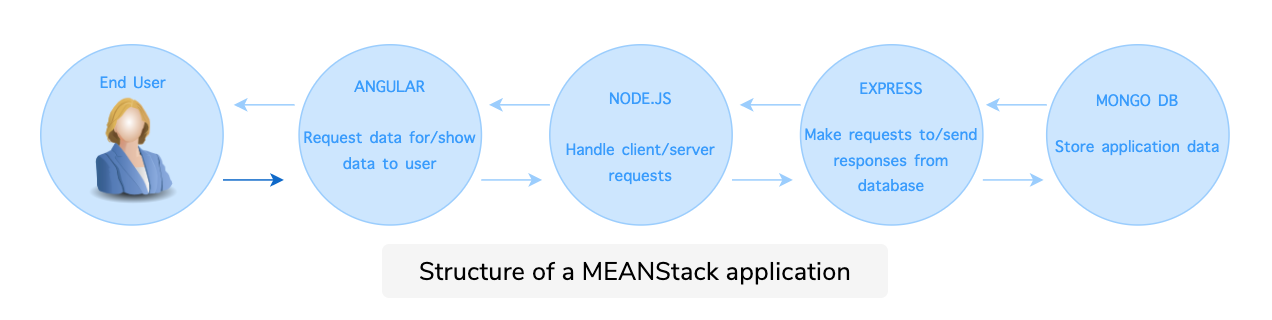 End User
ANGULAR
Request data for/show
data to user
NODE.JS
Handle client/server
requests
EXPRESS
Make requests to/send
responses from
database
MONGO DB
Store application data
Structure of a MEANStack application